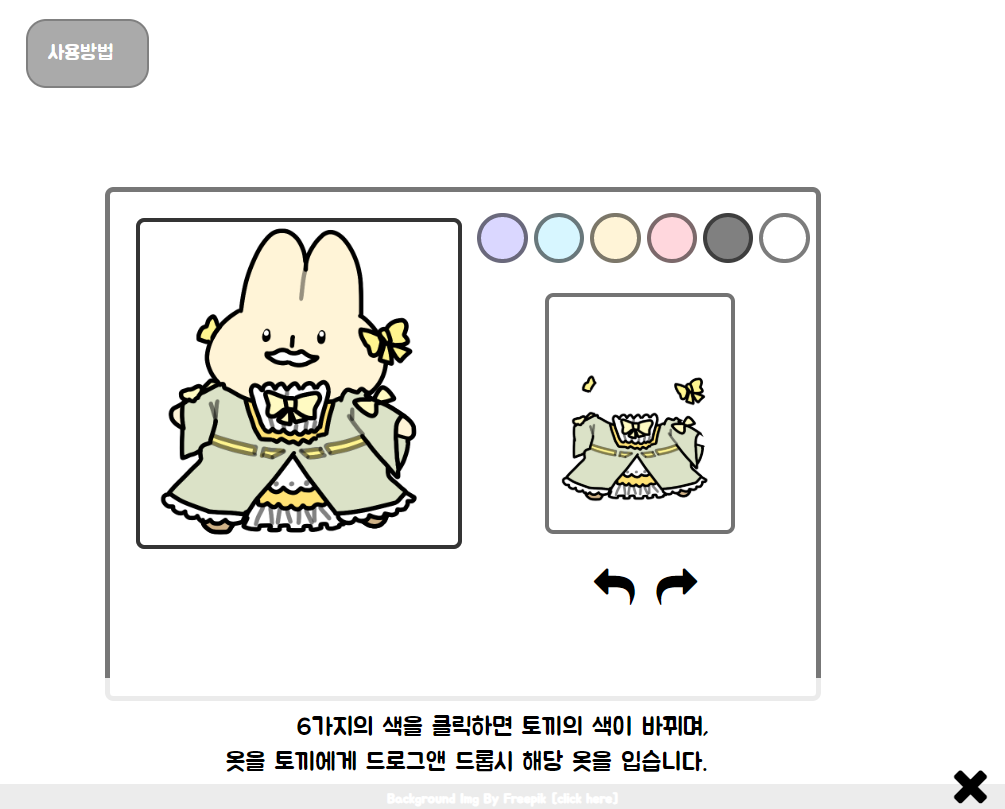 사용방법
6가지의 색을 클릭하면 토끼의 색이 바뀌며,
옷을 토끼에게 드로그앤 드롭시 해당 옷을 입습니다.
Background Img By Freepik [click here]